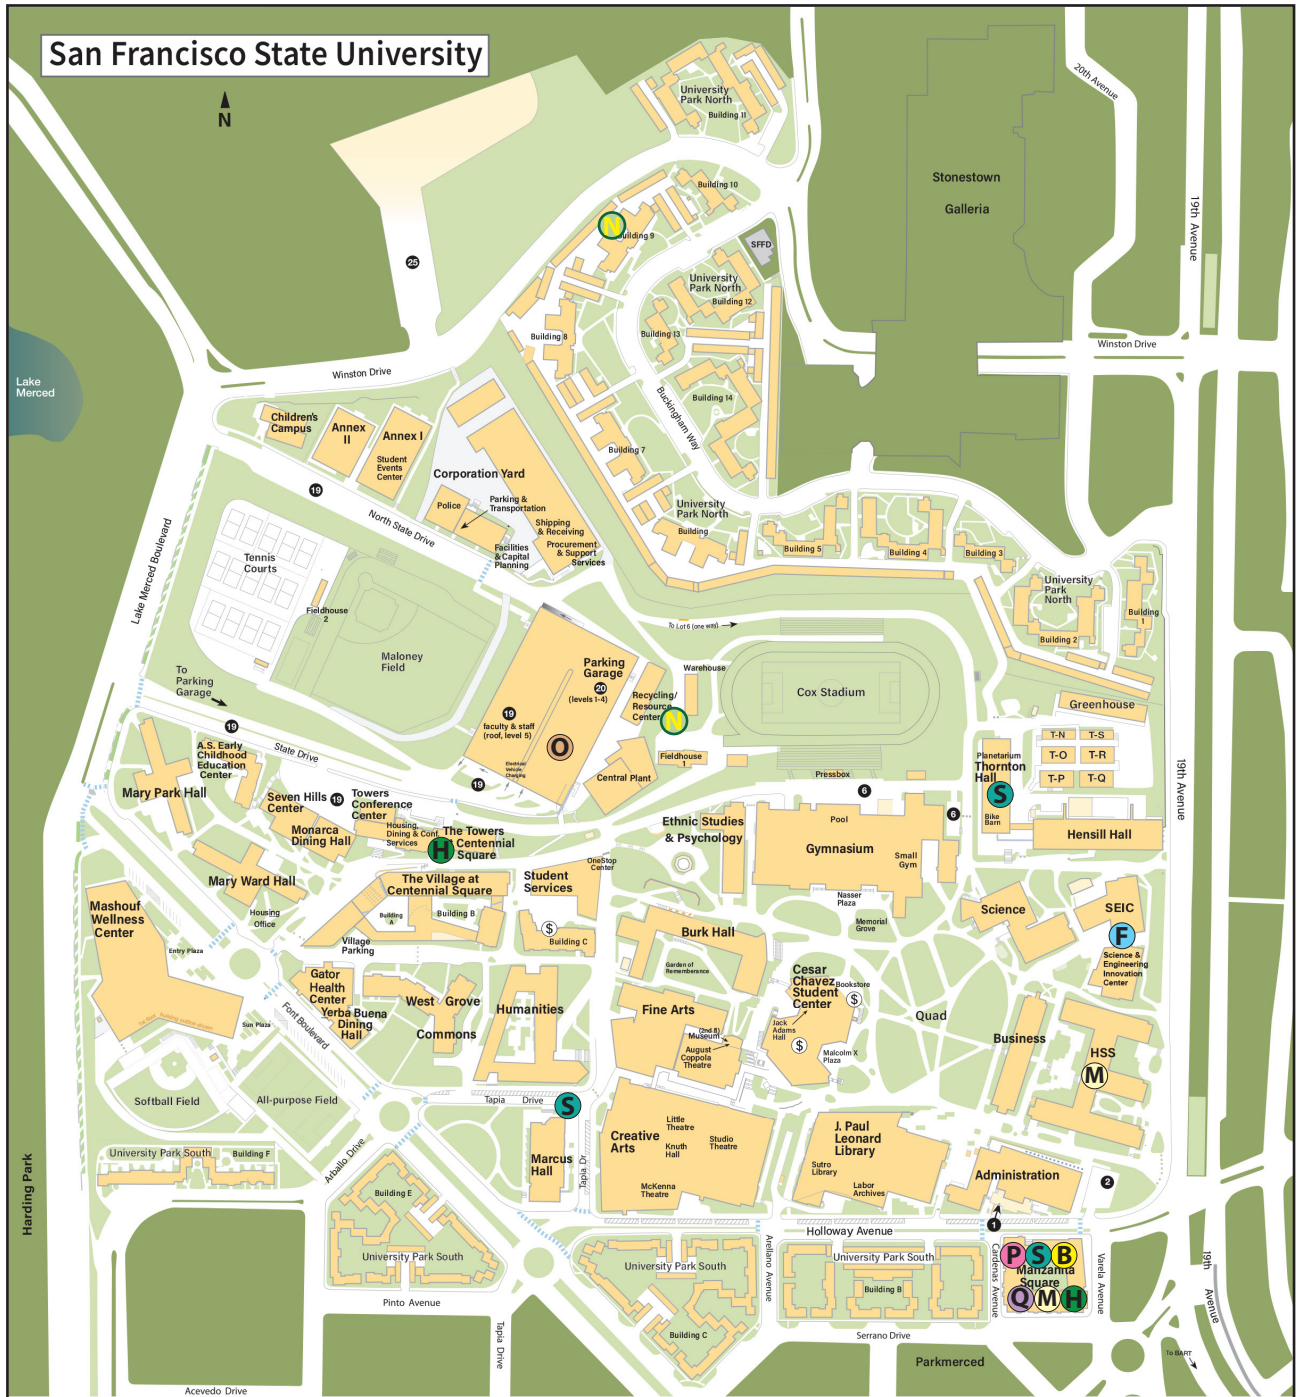 San Francisco State University
N
University
Park North
Building 11
20th Avenue
Stonestown
Galleria
19th Avenue
Building 10
N
Building 9
SFFD
25
University
Park North
Building 12
Building 13
Building 8
Winston Drive
Winston Drive
Lake
Merced
Buckingham Way
Building 14
Children's
Campus
Annex
II
Annex I
Student
Events
Center
Building 7
Corporation Yard
19
Police
Parking &
Transportation
University
Park North
Building
North State Drive
Shipping
& Receiving
Procurement
& Support
Services
Facilities
& Capital
Planning
Building 5
Building 4
Building 3
Lake Merced Boulevard
Tennis
Courts
Fieldhouse
2
University
Park
North
Building 2
Building
1
To Lot 6 (one way)
Maloney
Field
To
Parking
Garage
Parking
Garage
20
(levels 1-4)
Warehouse
Recycling/
Resource
Center
N
Cox Stadium
Greenhouse
19
faculty & staff
(roof, level 5)
O
Electrical
Vehicle
Charging
19
State Drive
Fieldhouse
1
Central Plant
Pressbox
T-N
T-S
T-O
T-R
T-P
T-Q
Planetarium
Thornton
Hall
S
Bike
Barn
Hensill Hall
19th Avenue
A.S. Early
Childhood
Education
Center
Mary Park Hall
Seven Hills
Center
19
Towers
Conference
Center
19
6
6
Monarca
Dining Hall
Housing,
Dining & Conf.
Services
H
The Towers
Centennial
Square
Ethnic Studies
& Psychology
Pool
Gymnasium
Small
Gym
Mary Ward Hall
The Village at
Centennial Square
OneStop
Center
Student
Services
Nasser
Plaza
Mashouf
Wellness
Center
Housing
Office
Building
A
Building B
$
Building C
Memorial
Grove
Science
SEIC
F
Science &
Engineering
Innovation
Center
Entry Plaza
Village
Parking
Burk Hall
Garden of
Rememberance
Gator
Health
Center
Yerba Buena
Dining
Hall
West Grove
Commons
Humanities
Fine Arts
Cesar
Chavez
Student
Center
Bookstore
$
Jack
Adams
Hall
$
Malcolm X
Plaza
Quad
Sun Plaza
Font Boulevard
(2nd fl)
Museum
August
Coppola
Theatre
Business
HSS
M
Softball Field
All-purpose Field
Tapia Drive
S
Little
Theatre
Creative
Arts
Knuth
Hall
Studio
Theatre
McKenna
Theatre
J. Paul
Leonard
Library
Sutro
Library
Labor
Archives
Administration
2
1
Marcus
Hall
Tapia Dr.
University Park South
Building F
Arballo Drive
Building E
University Park South
Pinto Avenue
Harding Park
Holloway Avenue
University Park South
Building C
Arellano Avenue
University Park South
Building B
Cardenas Avenue
P
S
B
Manzanita
Square
Q
M
H
Varela Avenue
19th
Avenue
Serrano Drive
Parkmerced
To BART
Tapia Drive
Acevedo Drive